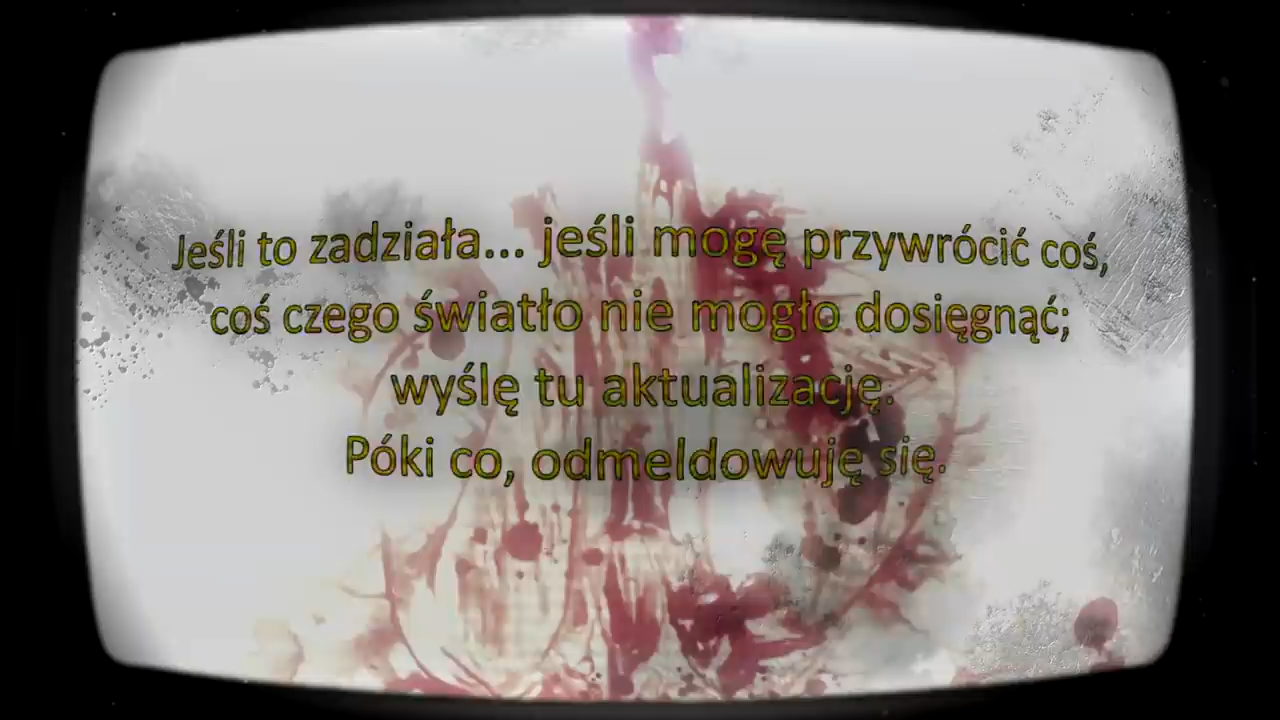 Jeśli to zadziała... jeśli mogę przywrócić coś,
coś czego światło nie mogło dosięgnąć;
wyślę tu aktualizację.
Póki co, odmeldowuję się.